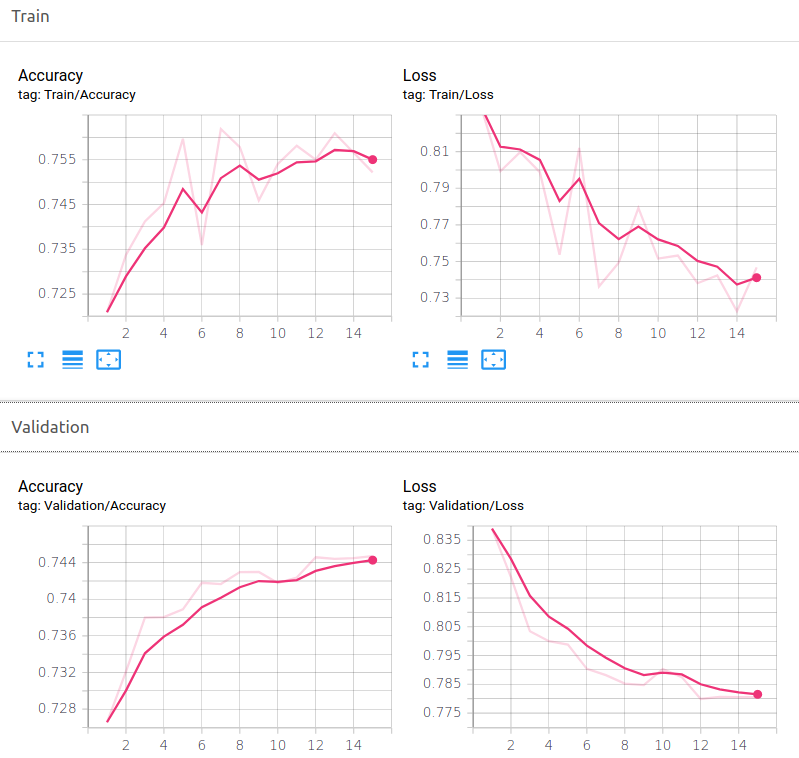 Train
Accuracy
tag: Train/Accuracy
0.755
0.745
0.735
0.725
2 4 6 8 10 12 14
Loss
tag: Train/Loss
0.81
0.79
0.77
0.75
0.73
2 4 6 8 10 12 14
Validation
Accuracy
tag: Validation/Accuracy
0.744
0.74
0.736
0.732
0.728
2 4 6 8 10 12 14
Loss
tag: Validation/Loss
0.835
0.825
0.815
0.805
0.795
0.785
0.775
2 4 6 8 10 12 14